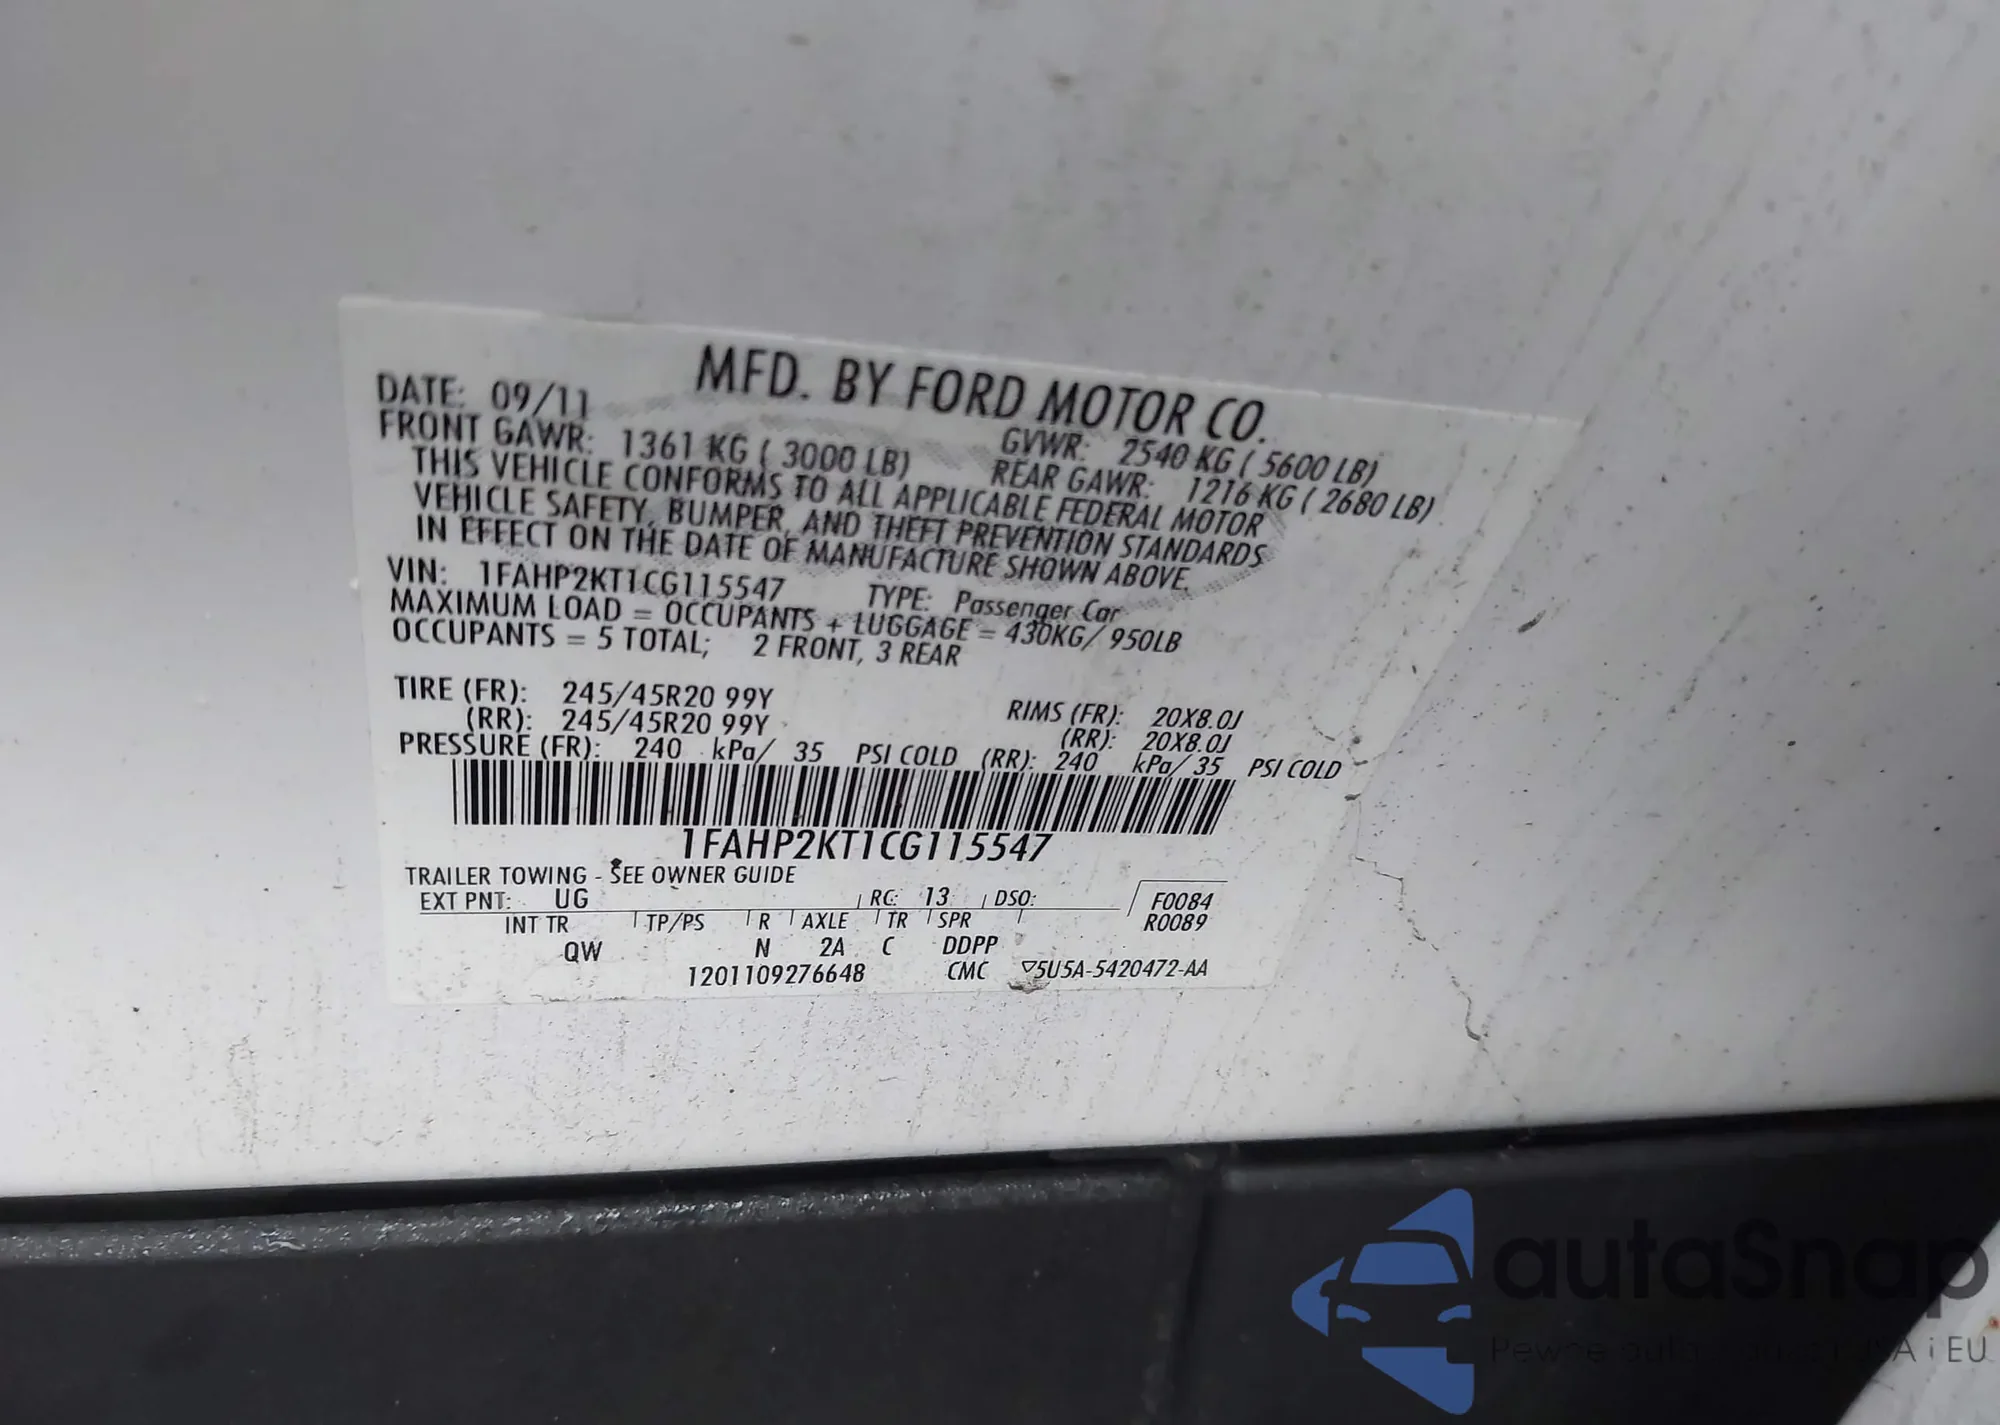 MFD. BY FORD MOTOR CO.
DATE: 09/11 GVWR: 2540 KG ( 5600 LB)
FRONT GAWR: 1361 KG ( 3000 LB) REAR GAWR: 1216 KG ( 2680 LB)
THIS VEHICLE CONFORMS TO ALL APPLICABLE FEDERAL MOTOR
VEHICLE SAFETY, BUMPER, AND THEFT PREVENTION STANDARDS
IN EFFECT ON THE DATE OF MANUFACTURE SHOWN ABOVE.
VIN: 1FAHP2KT1CG115547 TYPE: Passenger Car
MAXIMUM LOAD = OCCUPANTS + LUGGAGE = 430KG/ 950LB
OCCUPANTS = 5 TOTAL; 2 FRONT, 3 REAR
TIRE (FR): 245/45R20 99Y RIMS (FR): 20X8.0J
(RR): 245/45R20 99Y (RR): 20X8.0J
PRESSURE (FR): 240 kPa/ 35 PSI COLD (RR): 240 kPa/ 35 PSI COLD
1FAHP2KT1CG115547
TRAILER TOWING - SEE OWNER GUIDE
EXT PNT: UG RC: 13 DSO: F0084
INT TR TP/PS R AXLE TR SPR R0089
QW N 2A C DDPP
1201109276648 CMC ▽5U5A-5420472-AA
autaSnap
Pewne auta USA i EU